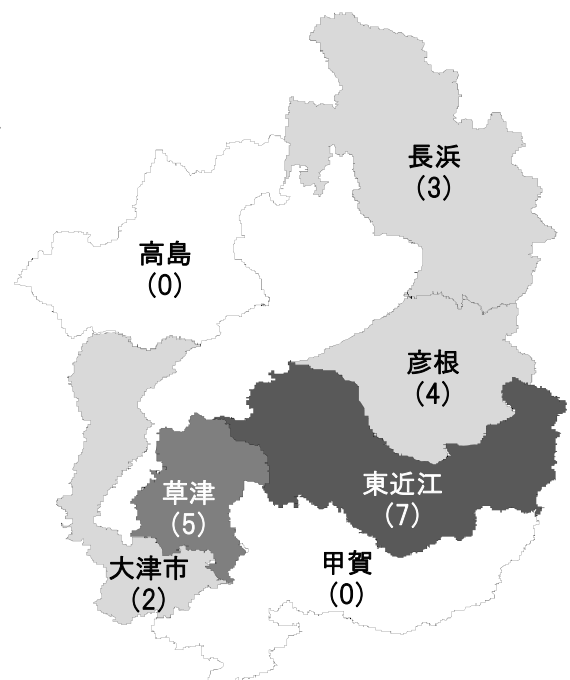 長浜
(3)
高島
(0)
彦根
(4)
東近江
(7)
草津
(5)
甲賀
(0)
大津市
(2)